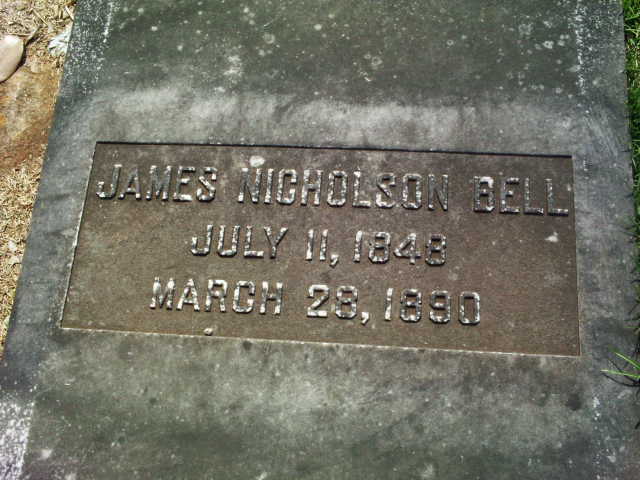 JAMES NICHOLSON BELL
JULY 11, 1848
MARCH 28, 1890